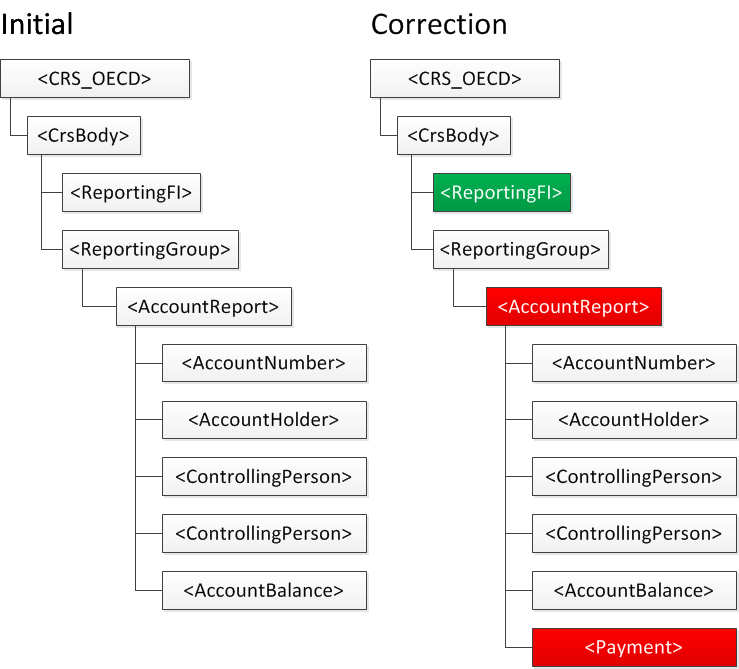 Initial
<CRS_OECD>
<CrsBody>
<ReportingFI>
<ReportingGroup>
<AccountReport>
<AccountNumber>
<AccountHolder>
<ControllingPerson>
<ControllingPerson>
<AccountBalance>
Correction
<CRS_OECD>
<CrsBody>
<ReportingFI>
<ReportingGroup>
<AccountReport>
<AccountNumber>
<AccountHolder>
<ControllingPerson>
<ControllingPerson>
<AccountBalance>
<Payment>